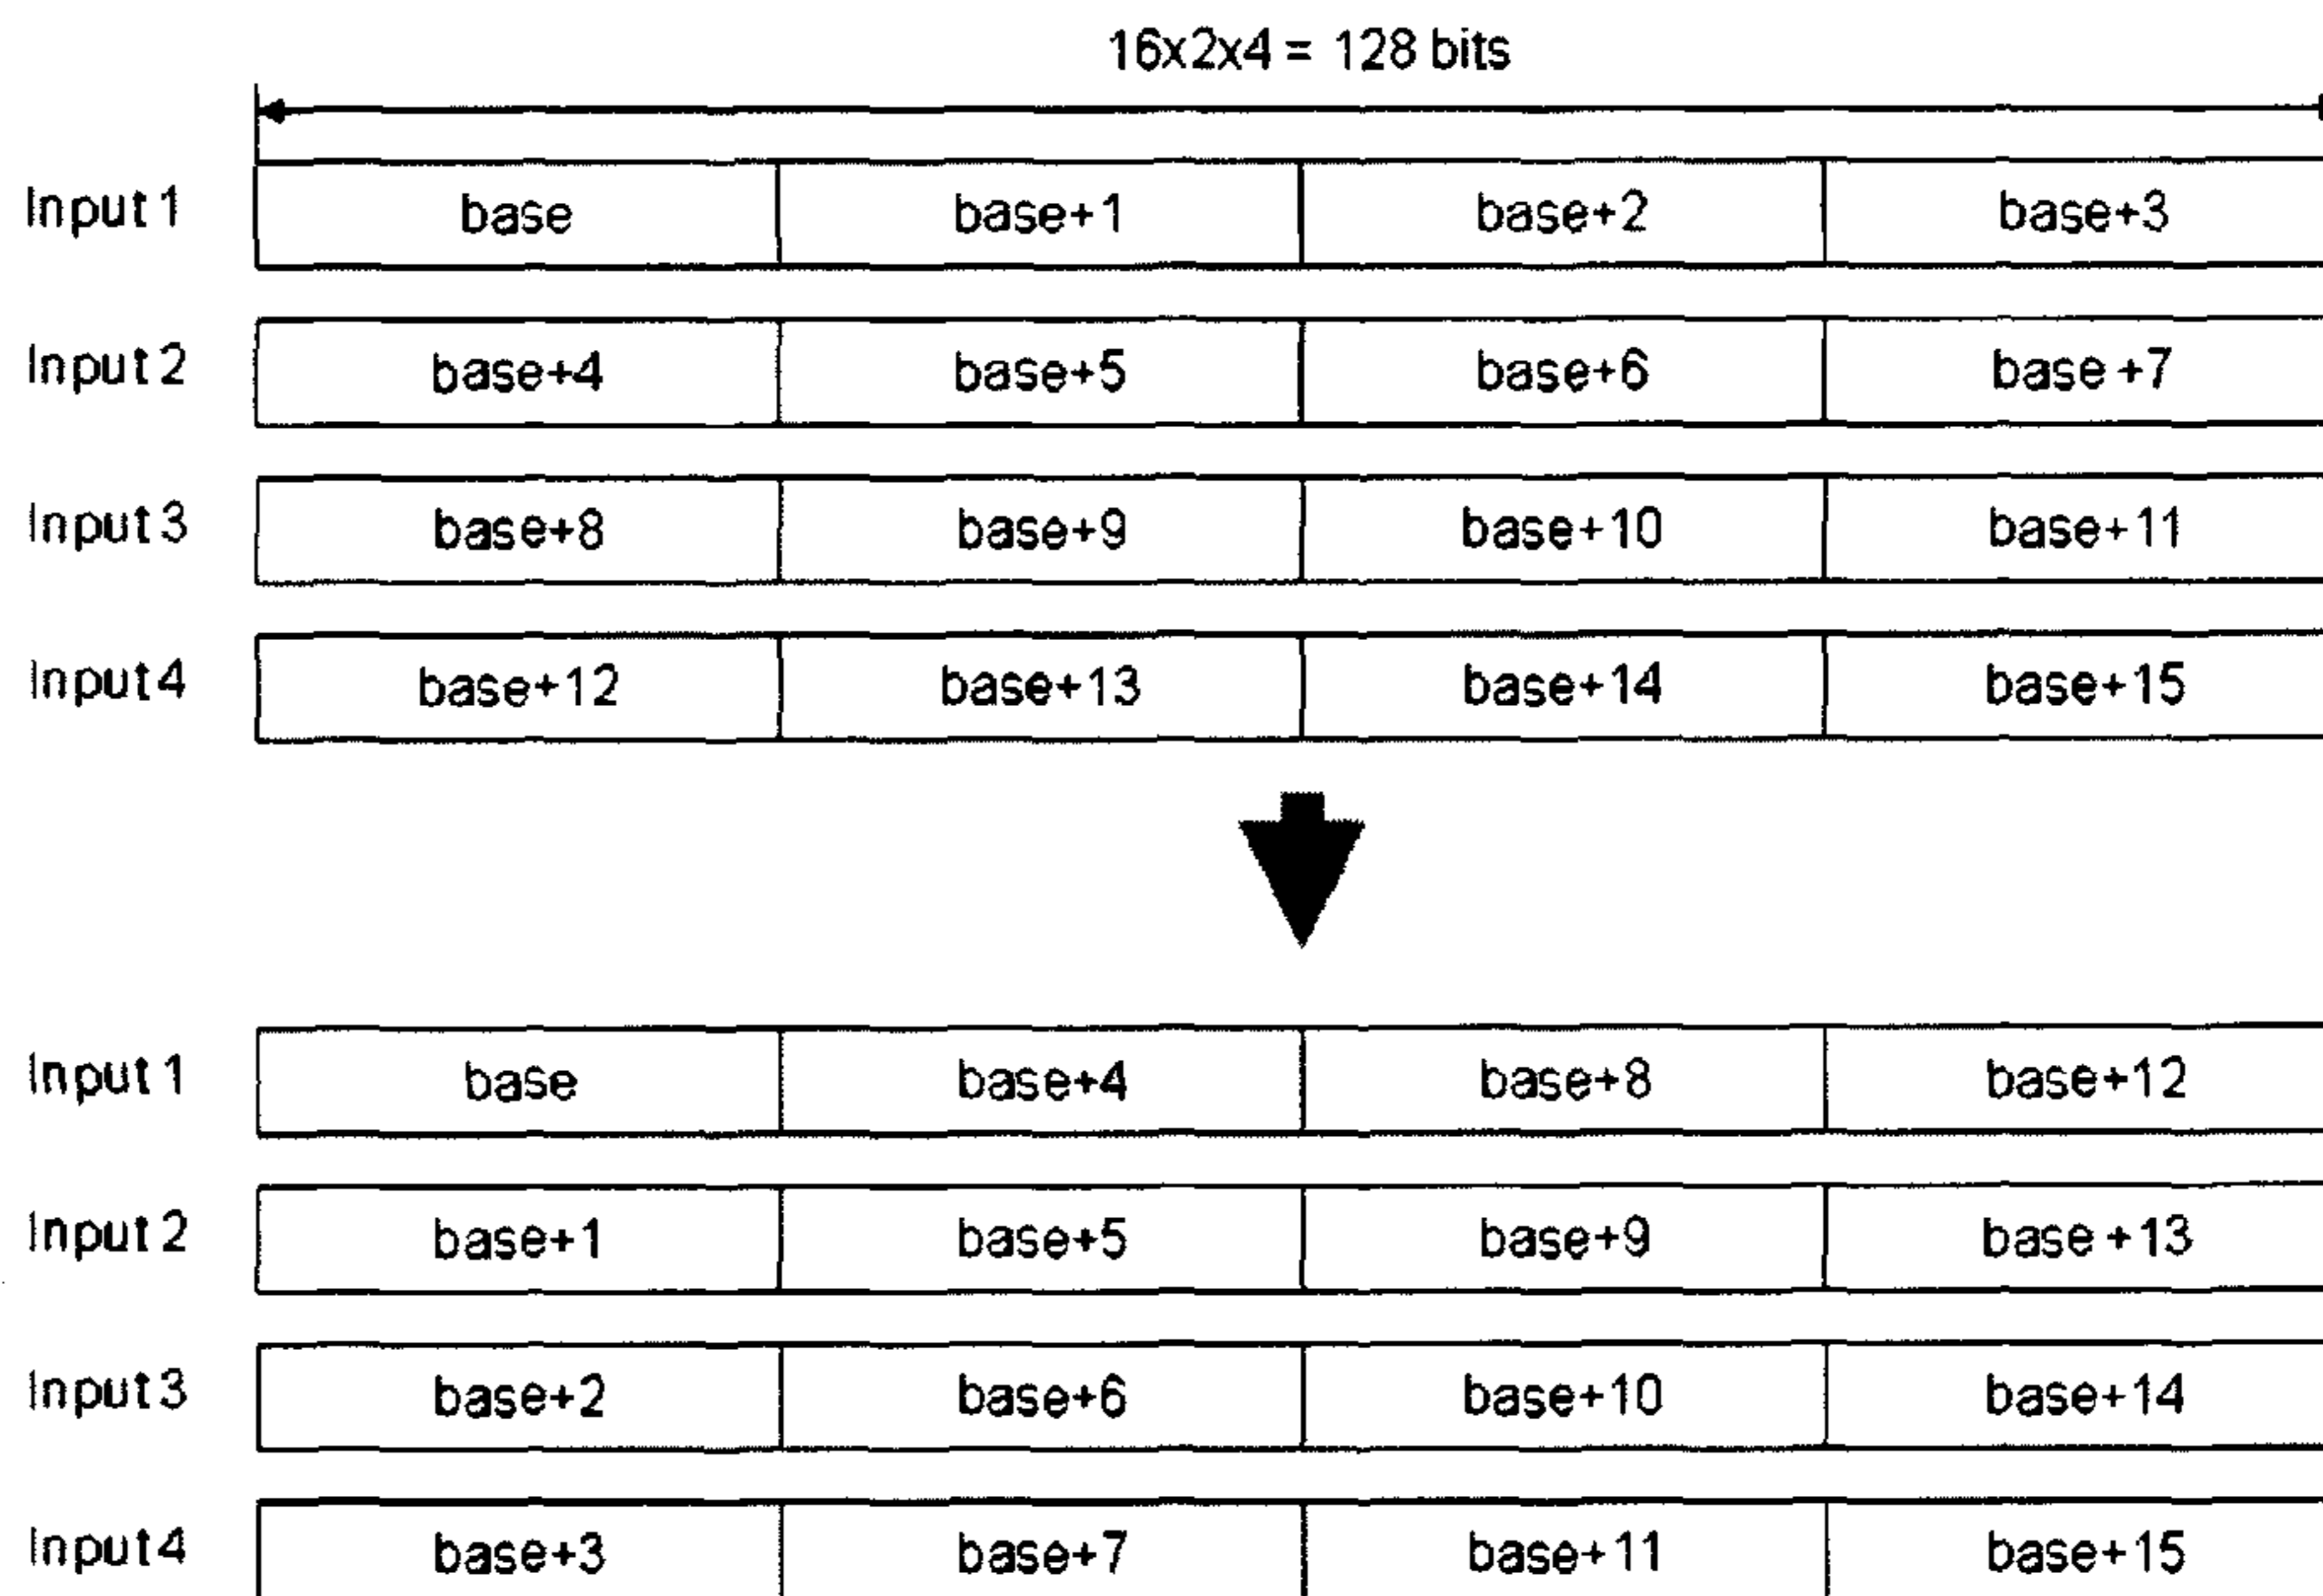 16x2x4 = 128 bits
Input 1 base base+1 base+2 base+3
Input 2 base+4 base+5 base+6 base +7
Input 3 base+8 base+9 base+10 base+11
Input 4 base+12 base+13 base+14 base+15
Input 1 base base+4 base+8 base+12
Input 2 base+1 base+5 base+9 base +13
Input 3 base+2 base+6 base+10 base+14
Input 4 base+3 base+7 base+11 base+15